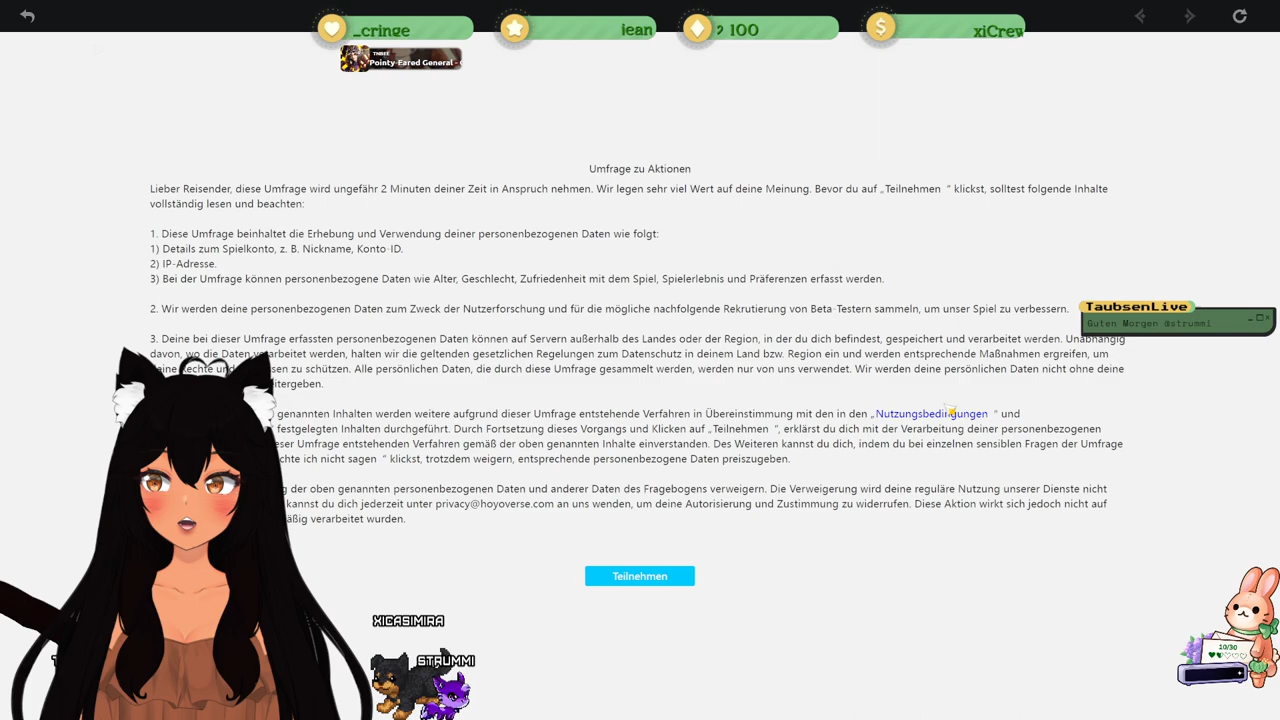 _cringe
jean
100
xiCrew
TNBEE
Pointy-Eared General -
Umfrage zu Aktionen
Lieber Reisender, diese Umfrage wird ungefähr 2 Minuten deiner Zeit in Anspruch nehmen. Wir legen sehr viel Wert auf deine Meinung. Bevor du auf „Teilnehmen “ klickst, solltest folgende Inhalte
vollständig lesen und beachten:
1. Diese Umfrage beinhaltet die Erhebung und Verwendung deiner personenbezogenen Daten wie folgt:
1) Details zum Spielkonto, z. B. Nickname, Konto-ID.
2) IP-Adresse.
3) Bei der Umfrage können personenbezogene Daten wie Alter, Geschlecht, Zufriedenheit mit dem Spiel, Spielerlebnis und Präferenzen erfasst werden.
2. Wir werden deine personenbezogenen Daten zum Zweck der Nutzerforschung und für die mögliche nachfolgende Rekrutierung von Beta-Testern sammeln, um unser Spiel zu verbessern.
TaubsenLive
Guten Morgen @strummi
3. Deine bei dieser Umfrage erfassten personenbezogenen Daten können auf Servern außerhalb des Landes oder der Region, in der du dich befindest, gespeichert und verarbeitet werden. Unabhängig
davon, wo die Daten verarbeitet werden, halten wir die geltenden gesetzlichen Regelungen zum Datenschutz in deinem Land bzw. Region ein und werden entsprechende Maßnahmen ergreifen, um
deine Rechte und sen zu schützen. Alle persönlichen Daten, die durch diese Umfrage gesammelt werden, werden nur von uns verwendet. Wir werden deine persönlichen Daten nicht ohne deine
eitergeben.
genannten Inhalten werden weitere aufgrund dieser Umfrage entstehende Verfahren in Übereinstimmung mit den in den „Nutzungsbedingungen “ und
festgelegten Inhalten durchgeführt. Durch Fortsetzung dieses Vorgangs und Klicken auf „Teilnehmen “, erklärst du dich mit der Verarbeitung deiner personenbezogenen
eser Umfrage entstehenden Verfahren gemäß der oben genannten Inhalte einverstanden. Des Weiteren kannst du dich, indem du bei einzelnen sensiblen Fragen der Umfrage
chte ich nicht sagen “ klickst, trotzdem weigern, entsprechende personenbezogene Daten preiszugeben.
g der oben genannten personenbezogenen Daten und anderer Daten des Fragebogens verweigern. Die Verweigerung wird deine reguläre Nutzung unserer Dienste nicht
kannst du dich jederzeit unter privacy@hoyoverse.com an uns wenden, um deine Autorisierung und Zustimmung zu widerrufen. Diese Aktion wirkt sich jedoch nicht auf
äßig verarbeitet wurden.
Teilnehmen
XICASIMIRA
STRUMMI
10/30